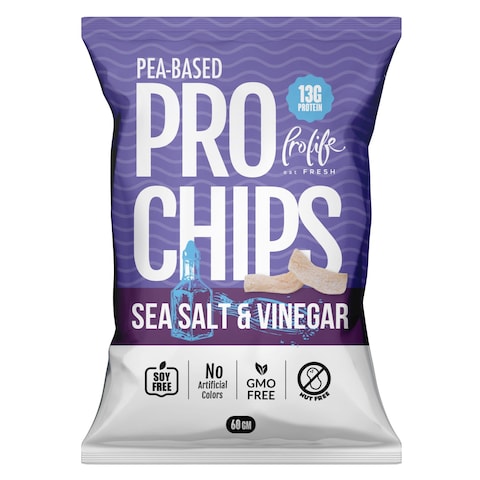 PEA-BASED
13G
PROTEIN
PRO
Prolife
EAT FRESH
CHIPS
SEA SALT & VINEGAR
SOY
FREE
No
Artificial
Colors
GMO
FREE
NUT FREE
60 GM